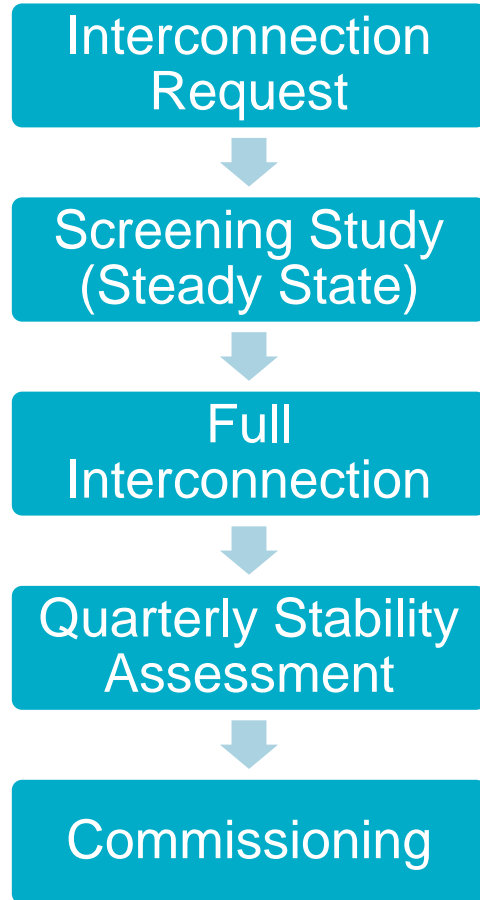 Interconnection
Request
Screening Study
(Steady State)
Full
Interconnection
Quarterly Stability
Assessment
Commissioning